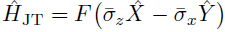 Ĥ_JT = F(σ̄_z X̂ − σ̄_x Ŷ)